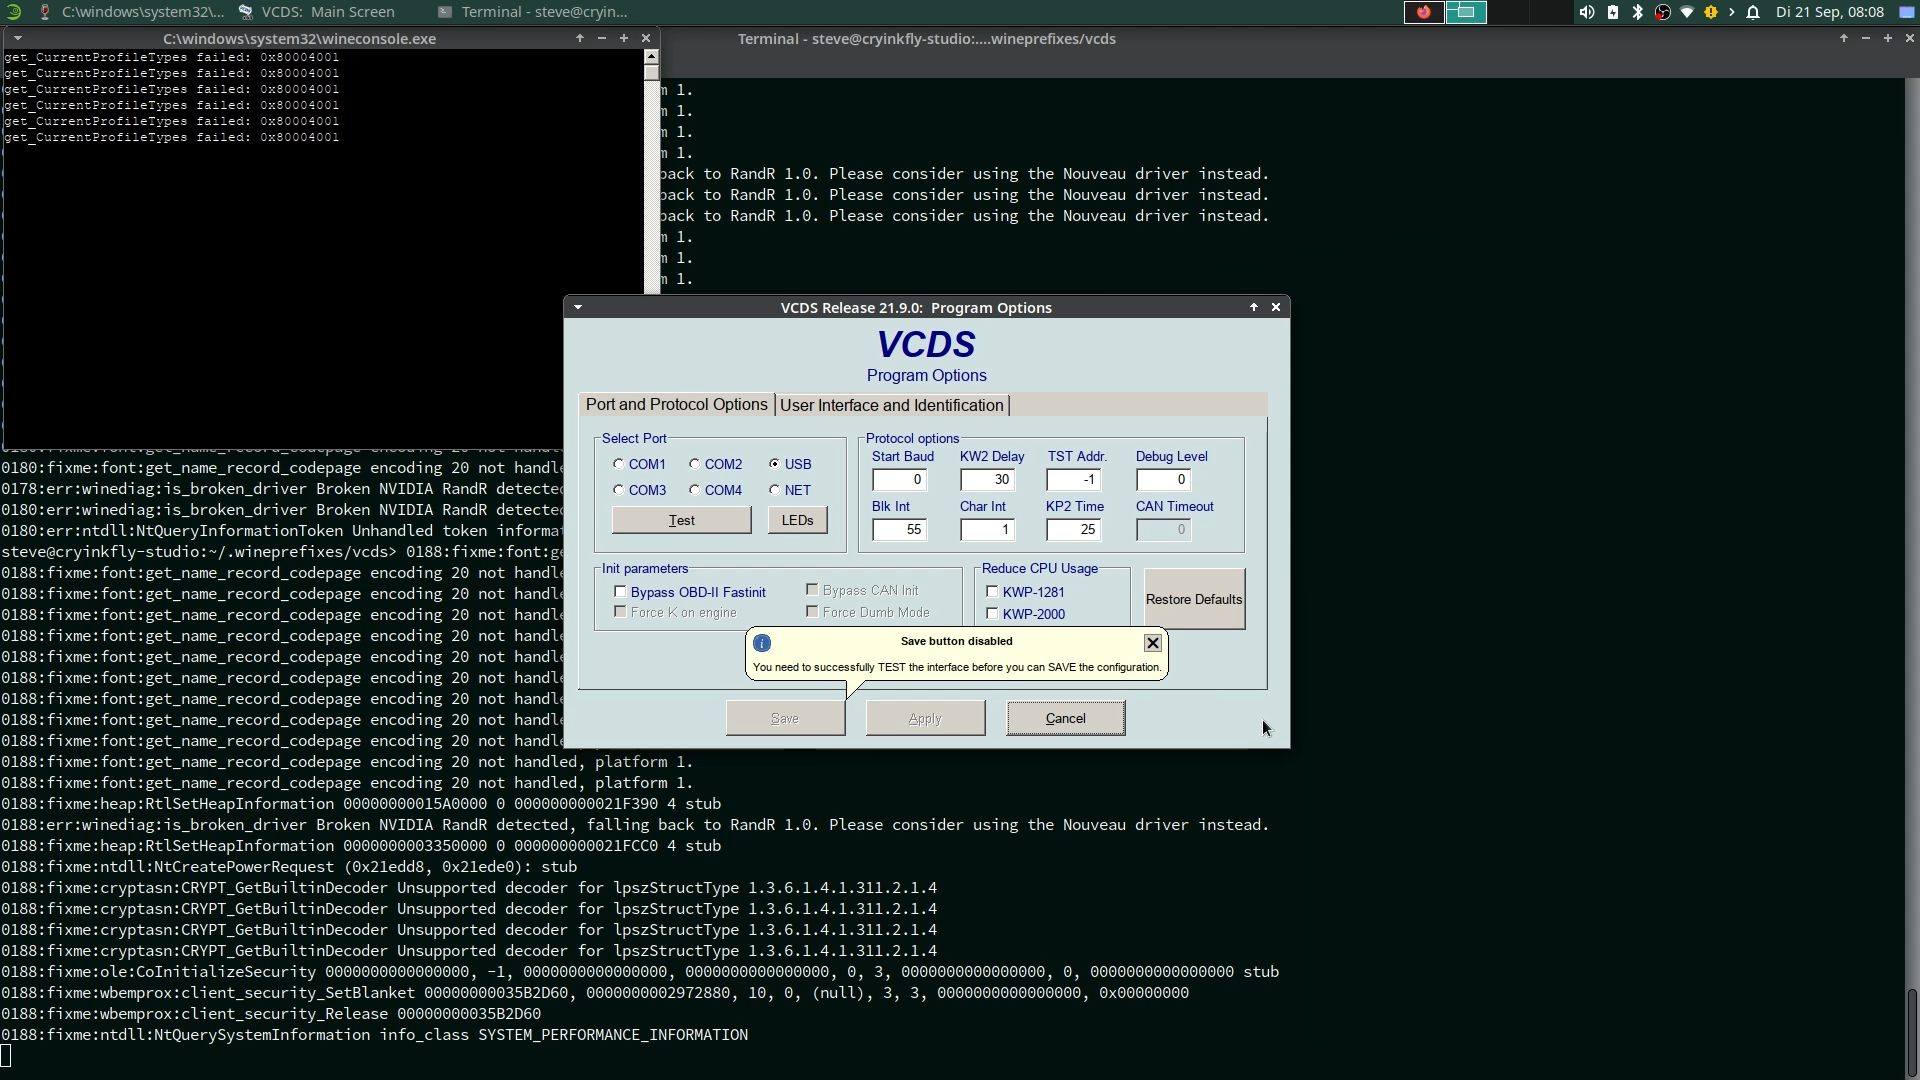 C:\windows\system32\... VCDS: Main Screen Terminal - steve@cryin... Di 21 Sep, 08:08
C:\windows\system32\wineconsole.exe
Terminal - steve@cryinkfly-studio:....wineprefixes/vcds
get_CurrentProfileTypes failed: 0x80004001
get_CurrentProfileTypes failed: 0x80004001
get_CurrentProfileTypes failed: 0x80004001
get_CurrentProfileTypes failed: 0x80004001
get_CurrentProfileTypes failed: 0x80004001
get_CurrentProfileTypes failed: 0x80004001
m 1.
m 1.
m 1.
m 1.
back to RandR 1.0. Please consider using the Nouveau driver instead.
back to RandR 1.0. Please consider using the Nouveau driver instead.
back to RandR 1.0. Please consider using the Nouveau driver instead.
m 1.
m 1.
m 1.
VCDS Release 21.9.0: Program Options
VCDS
Program Options
Port and Protocol Options User Interface and Identification
Select Port
COM1 COM2 USB
COM3 COM4 NET
Test LEDs
Protocol options
Start Baud KW2 Delay TST Addr. Debug Level
0 30 -1 0
Blk Int Char Int KP2 Time CAN Timeout
55 1 25 0
Init parameters
Bypass OBD-II Fastinit Bypass CAN Init
Force K on engine Force Dumb Mode
Reduce CPU Usage
KWP-1281
KWP-2000
Restore Defaults
Save button disabled
You need to successfully TEST the interface before you can SAVE the configuration.
Save Apply Cancel
0180:fixme:font:get_name_record_codepage encoding 20 not handle
0178:err:winediag:is_broken_driver Broken NVIDIA RandR detected
0180:err:winediag:is_broken_driver Broken NVIDIA RandR detected
0180:err:ntdll:NtQueryInformationToken Unhandled token informa
steve@cryinkfly-studio:~/.wineprefixes/vcds> 0188:fixme:font:ge
0188:fixme:font:get_name_record_codepage encoding 20 not handle
0188:fixme:font:get_name_record_codepage encoding 20 not handle
0188:fixme:font:get_name_record_codepage encoding 20 not handle
0188:fixme:font:get_name_record_codepage encoding 20 not handle
0188:fixme:font:get_name_record_codepage encoding 20 not handle
0188:fixme:font:get_name_record_codepage encoding 20 not handle
0188:fixme:font:get_name_record_codepage encoding 20 not handle
0188:fixme:font:get_name_record_codepage encoding 20 not handle
0188:fixme:font:get_name_record_codepage encoding 20 not handle
0188:fixme:font:get_name_record_codepage encoding 20 not handled, platform 1.
0188:fixme:font:get_name_record_codepage encoding 20 not handled, platform 1.
0188:fixme:heap:RtlSetHeapInformation 00000000015A0000 0 000000000021F390 4 stub
0188:err:winediag:is_broken_driver Broken NVIDIA RandR detected, falling back to RandR 1.0. Please consider using the Nouveau driver instead.
0188:fixme:heap:RtlSetHeapInformation 0000000003350000 0 000000000021FCC0 4 stub
0188:fixme:ntdll:NtCreatePowerRequest (0x21edd8, 0x21ede0): stub
0188:fixme:cryptasn:CRYPT_GetBuiltinDecoder Unsupported decoder for lpszStructType 1.3.6.1.4.1.311.2.1.4
0188:fixme:cryptasn:CRYPT_GetBuiltinDecoder Unsupported decoder for lpszStructType 1.3.6.1.4.1.311.2.1.4
0188:fixme:cryptasn:CRYPT_GetBuiltinDecoder Unsupported decoder for lpszStructType 1.3.6.1.4.1.311.2.1.4
0188:fixme:cryptasn:CRYPT_GetBuiltinDecoder Unsupported decoder for lpszStructType 1.3.6.1.4.1.311.2.1.4
0188:fixme:ole:CoInitializeSecurity 0000000000000000, -1, 0000000000000000, 0000000000000000, 0, 3, 0000000000000000, 0, 0000000000000000 stub
0188:fixme:wbemprox:client_security_SetBlanket 00000000035B2D60, 0000000002972880, 10, 0, (null), 3, 3, 0000000000000000, 0x00000000
0188:fixme:wbemprox:client_security_Release 00000000035B2D60
0188:fixme:ntdll:NtQuerySystemInformation info_class SYSTEM_PERFORMANCE_INFORMATION